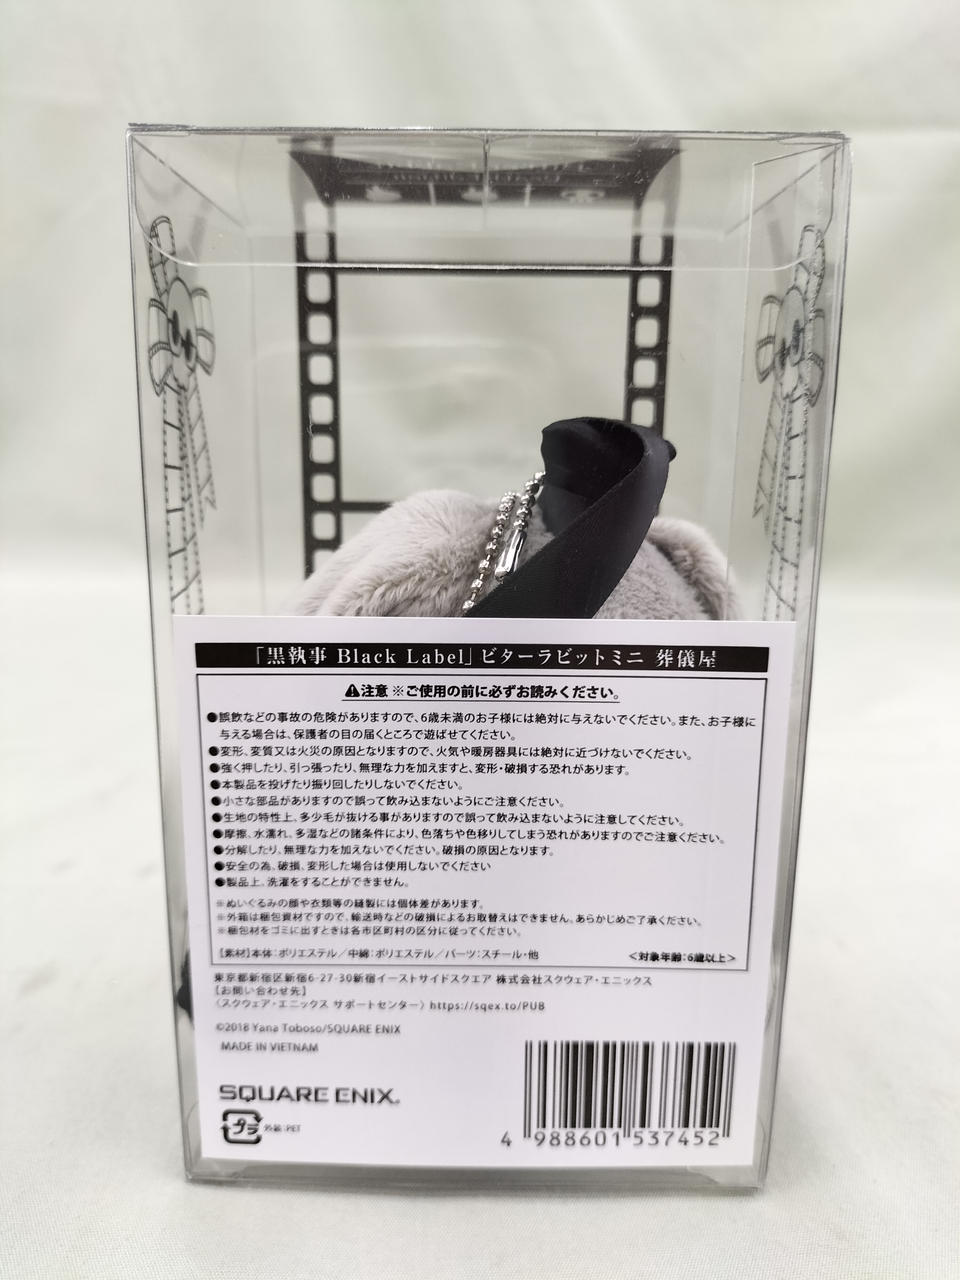 「黒執事 Black Label」ビターラビットミニ 葬儀屋
⚠注意 ※ご使用の前に必ずお読みください。
●誤飲などの事故の危険がありますので、6歳未満のお子様には絶対に与えないでください。また、お子様に
与える場合は、保護者の目の届くところで遊ばせてください。
●変形、変質又は火災の原因となりますので、火気や暖房器具には絶対に近づけないでください。
●強く押したり、引っ張ったり、無理な力を加えますと、変形・破損する恐れがあります。
●本製品を投げたり振り回したりしないでください。
●小さな部品がありますので誤って飲み込まないようにご注意ください。
●生地の特性上、多少毛が抜ける事がありますので誤って飲み込まないように注意してください。
●摩擦、水濡れ、多湿などの諸条件により、色落ちや色移りしてしまう恐れがありますのでご注意ください。
●分解したり、無理な力を加えないでください。破損の原因となります。
●安全の為、破損、変形した場合は使用しないでください
●製品上、洗濯をすることができません。
※ぬいぐるみの顔や衣類等の縫製には個体差があります。
※外箱は梱包資材ですので、輸送時などの破損によるお取替えはできません。あらかじめご了承ください。
※梱包材をゴミに出すときは各市区町村の区分に従ってください。
【素材】本体:ポリエステル/中綿:ポリエステル/パーツ:スチール・他 <対象年齢:6歳以上>
東京都新宿区新宿6-27-30新宿イーストサイドスクエア 株式会社スクウェア・エニックス
【お問い合わせ先】
〈スクウェア・エニックス サポートセンター〉https://sqex.to/PUB
©2018 Yana Toboso/SQUARE ENIX
MADE IN VIETNAM
SQUARE ENIX.
プラ 外箱:PET
4 988601 537452